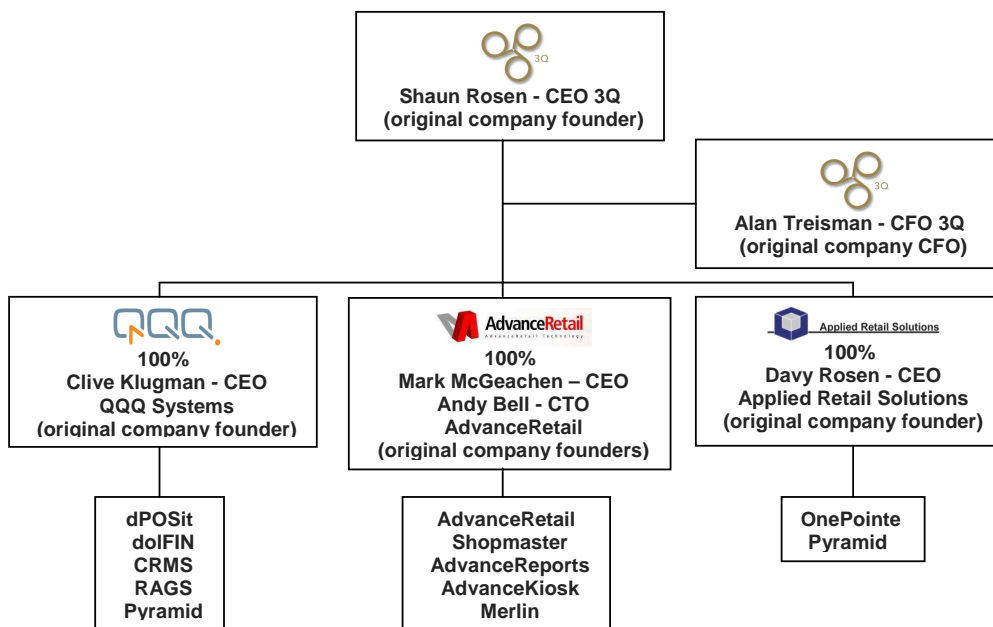 3Q
Shaun Rosen - CEO 3Q
(original company founder)
3Q
Alan Treisman - CFO 3Q
(original company CFO)
QQQ.
100%
Clive Klugman - CEO
QQQ Systems
(original company founder)
AdvanceRetail
AdvanceRetail Technology
100%
Mark McGeachen – CEO
Andy Bell - CTO
AdvanceRetail
(original company founders)
Applied Retail Solutions
100%
Davy Rosen - CEO
Applied Retail Solutions
(original company founder)
dPOSit
dolFIN
CRMS
RAGS
Pyramid
AdvanceRetail
Shopmaster
AdvanceReports
AdvanceKiosk
Merlin
OnePointe
Pyramid